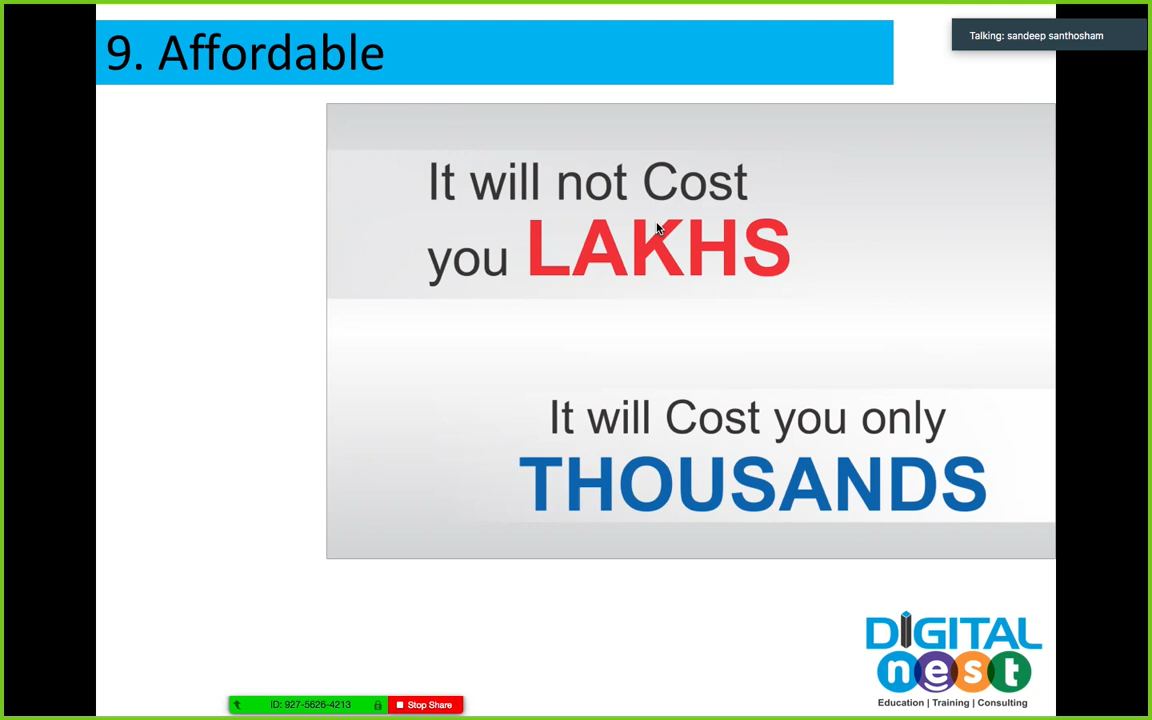 9. Affordable
Talking: sandeep santhosham
It will not Cost
you LAKHS
It will Cost you only
THOUSANDS
DIGITAL
nest
Education | Training | Consulting
ID: 927-5626-4213
Stop Share